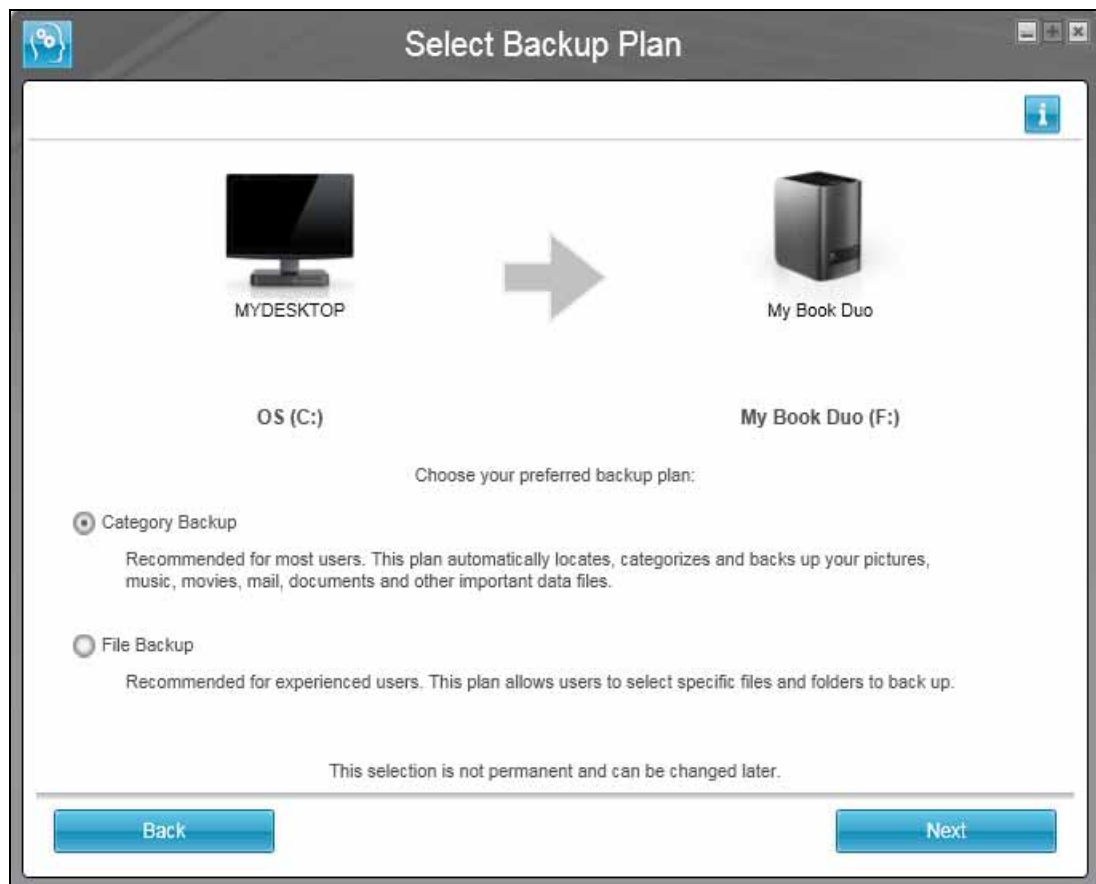 Select Backup Plan
i
MYDESKTOP
My Book Duo
OS (C:)
My Book Duo (F:)
Choose your preferred backup plan:
Category Backup
Recommended for most users. This plan automatically locates, categorizes and backs up your pictures,
music, movies, mail, documents and other important data files.
File Backup
Recommended for experienced users. This plan allows users to select specific files and folders to back up.
This selection is not permanent and can be changed later.
Back
Next